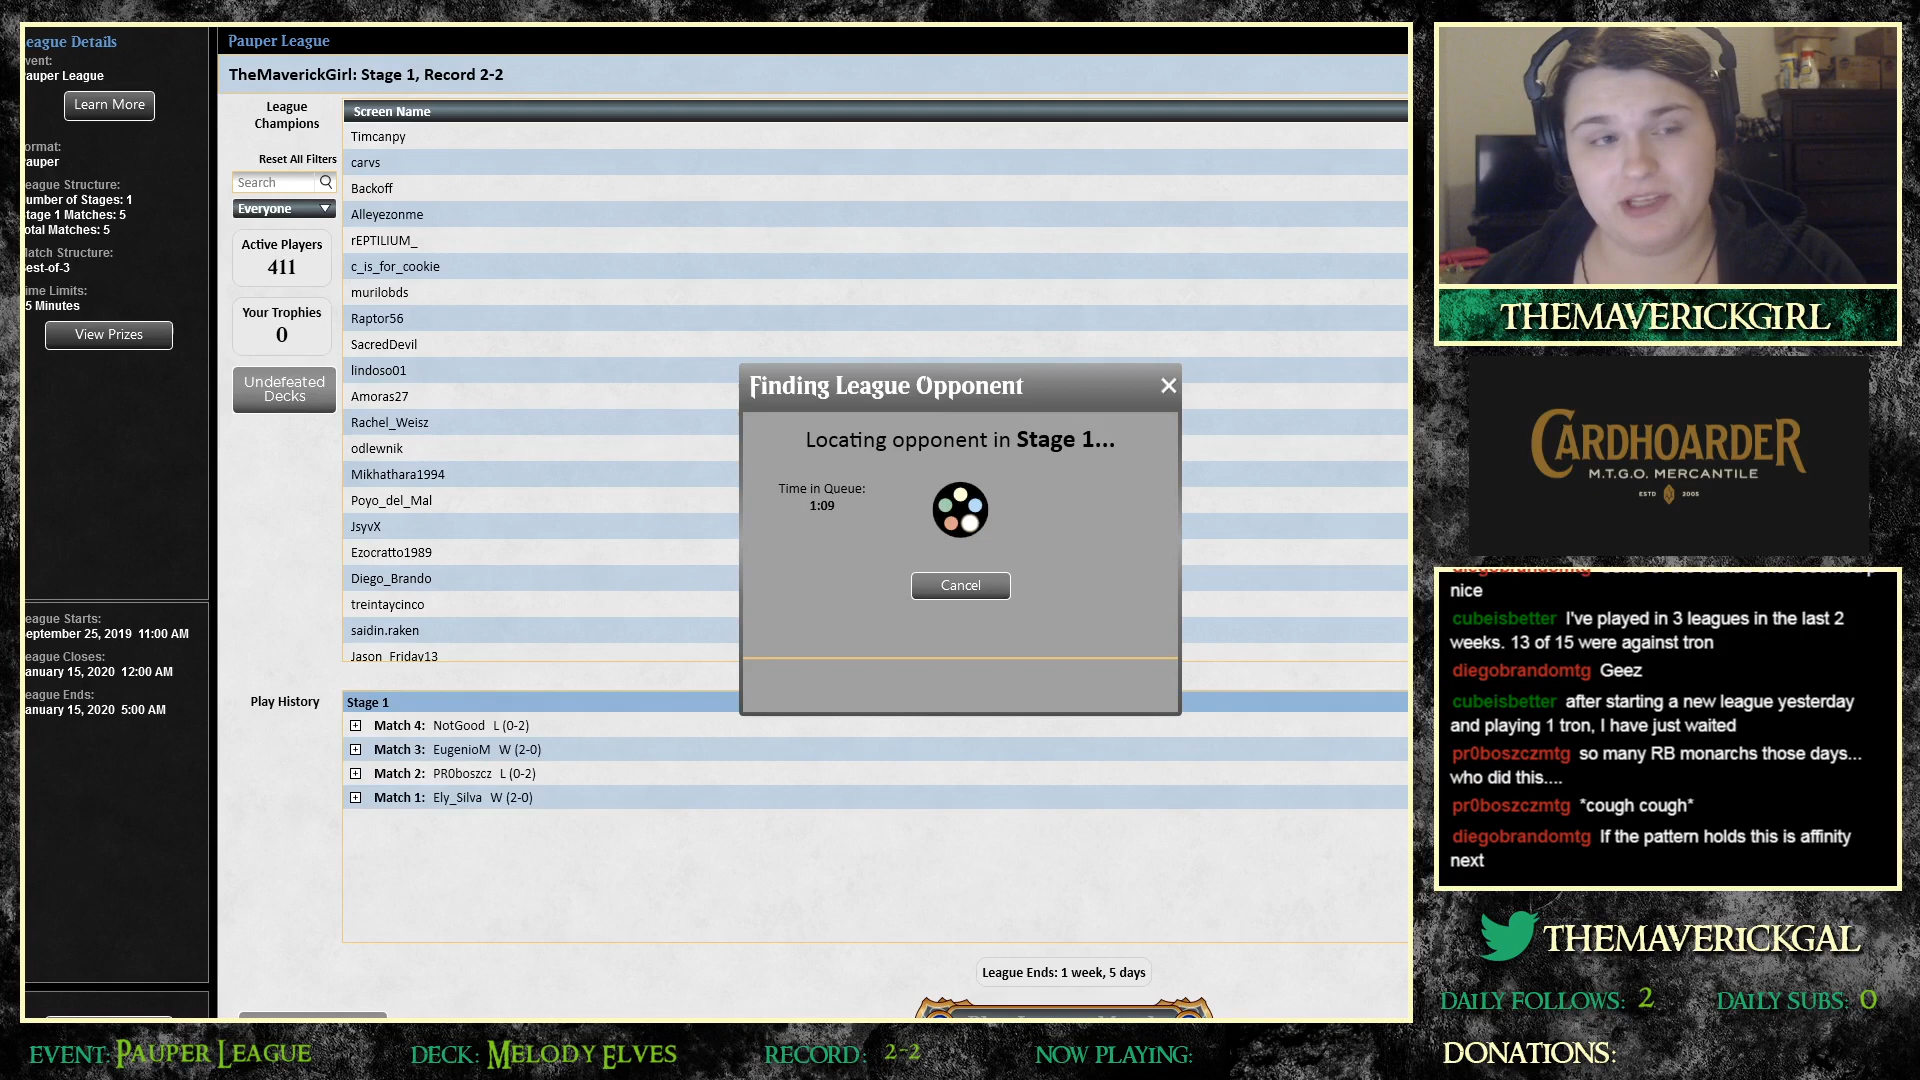 eague Details
vent:
auper League
Learn More
ormat:
auper
eague Structure:
umber of Stages: 1
tage 1 Matches: 5
otal Matches: 5
latch Structure:
est-of-3
ime Limits:
5 Minutes
View Prizes
eague Starts:
eptember 25, 2019 11:00 AM
eague Closes:
anuary 15, 2020 12:00 AM
eague Ends:
anuary 15, 2020 5:00 AM
Pauper League
TheMaverickGirl: Stage 1, Record 2-2
League
Champions
Reset All Filters
Search
Everyone
Active Players
411
Your Trophies
0
Undefeated
Decks
Screen Name
Timcanpy
carvs
Backoff
Alleyezonme
rEPTILIUM_
c_is_for_cookie
murilobds
Raptor56
SacredDevil
lindoso01
Amoras27
Rachel_Weisz
odlewnik
Mikhathara1994
Poyo_del_Mal
JsyvX
Ezocratto1989
Diego_Brando
treintaycinco
saidin.raken
Jason_Friday13
Finding League Opponent
Locating opponent in Stage 1...
Time in Queue:
1:09
Cancel
Play History
Stage 1
Match 4: NotGood L (0-2)
Match 3: EugenioM W (2-0)
Match 2: PR0boszcz L (0-2)
Match 1: Ely_Silva W (2-0)
League Ends: 1 week, 5 days
THEMAVERICKGIRL
CARDHOARDER
M.T.G.O. MERCANTILE
ESTD 2005
nice
cubeisbetter I've played in 3 leagues in the last 2
weeks. 13 of 15 were against tron
diegobrandomtg Geez
cubeisbetter after starting a new league yesterday
and playing 1 tron, I have just waited
pr0boszczmtg so many RB monarchs those days...
who did this....
pr0boszczmtg *cough cough*
diegobrandomtg If the pattern holds this is affinity
next
THEMAVERICKGAL
DAILY FOLLOWS: 2 DAILY SUBS: 0
EVENT: PAUPER LEAGUE DECK: MELODY ELVES RECORD: 2-2 NOW PLAYING: DONATIONS: